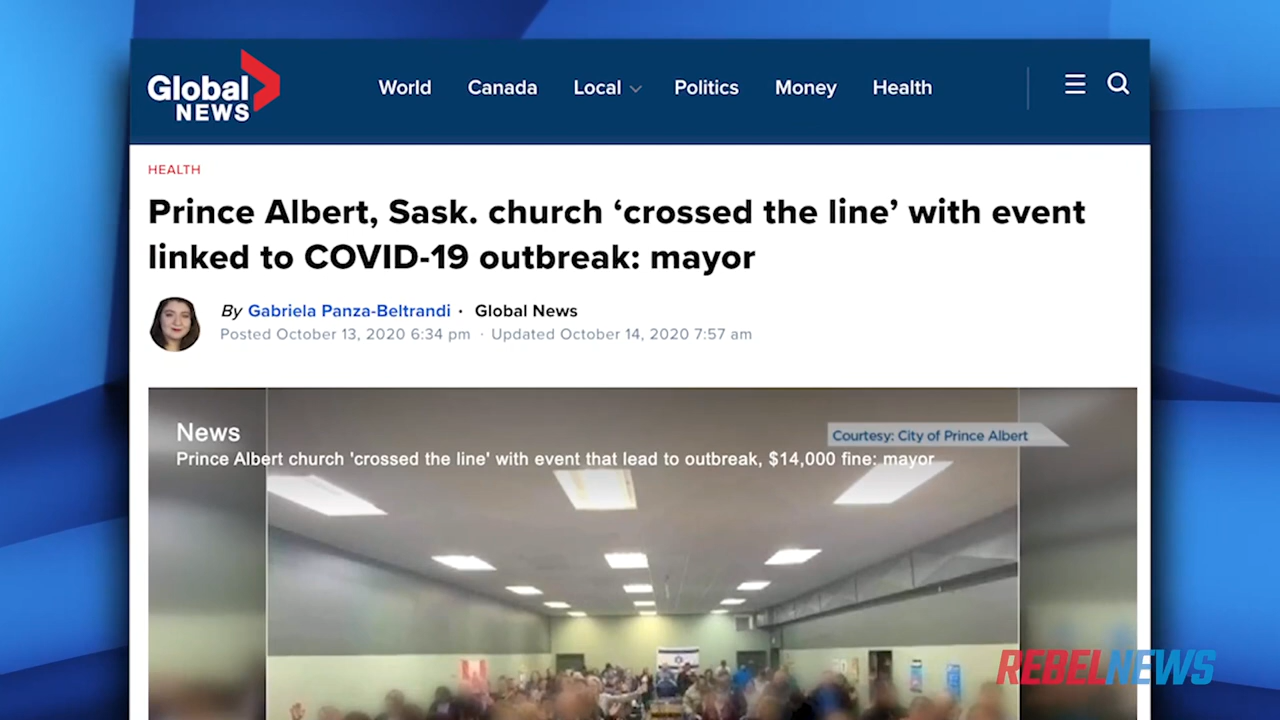 Global
NEWS
World Canada Local Politics Money Health
HEALTH
Prince Albert, Sask. church ‘crossed the line’ with event
linked to COVID-19 outbreak: mayor
By Gabriela Panza-Beltrandi · Global News
Posted October 13, 2020 6:34 pm · Updated October 14, 2020 7:57 am
News
Courtesy: City of Prince Albert
Prince Albert church 'crossed the line' with event that lead to outbreak, $14,000 fine: mayor
REBELNEWS